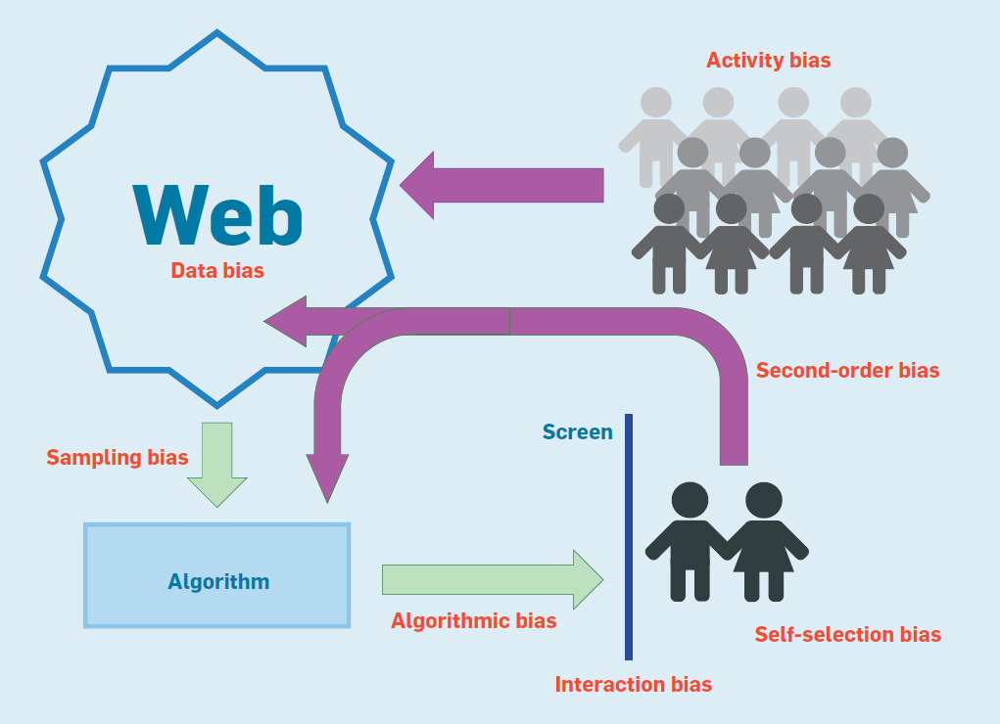 Activity bias
Web
Data bias
Second-order bias
Screen
Sampling bias
Algorithm
Algorithmic bias
Self-selection bias
Interaction bias